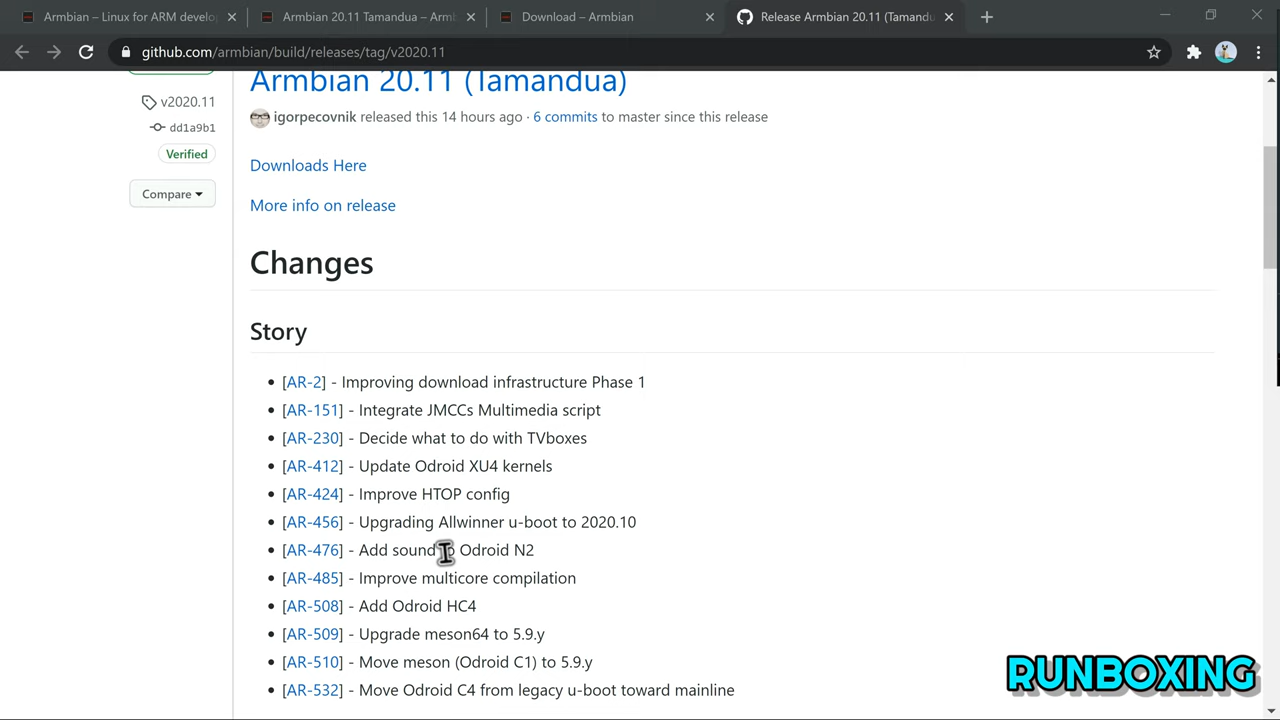 Armbian – Linux for ARM develo
Armbian 20.11 Tamandua – Armb
Download – Armbian
Release Armbian 20.11 (Tamandu
github.com/armbian/build/releases/tag/v2020.11
Armbian 20.11 (Tamandua)
v2020.11
igorpecovnik released this 14 hours ago · 6 commits to master since this release
dd1a9b1
Verified
Downloads Here
Compare
More info on release
Changes
Story
• [AR-2] - Improving download infrastructure Phase 1
• [AR-151] - Integrate JMCCs Multimedia script
• [AR-230] - Decide what to do with TVboxes
• [AR-412] - Update Odroid XU4 kernels
• [AR-424] - Improve HTOP config
• [AR-456] - Upgrading Allwinner u-boot to 2020.10
• [AR-476] - Add sound to Odroid N2
• [AR-485] - Improve multicore compilation
• [AR-508] - Add Odroid HC4
• [AR-509] - Upgrade meson64 to 5.9.y
• [AR-510] - Move meson (Odroid C1) to 5.9.y
• [AR-532] - Move Odroid C4 from legacy u-boot toward mainline
RUNBOXING